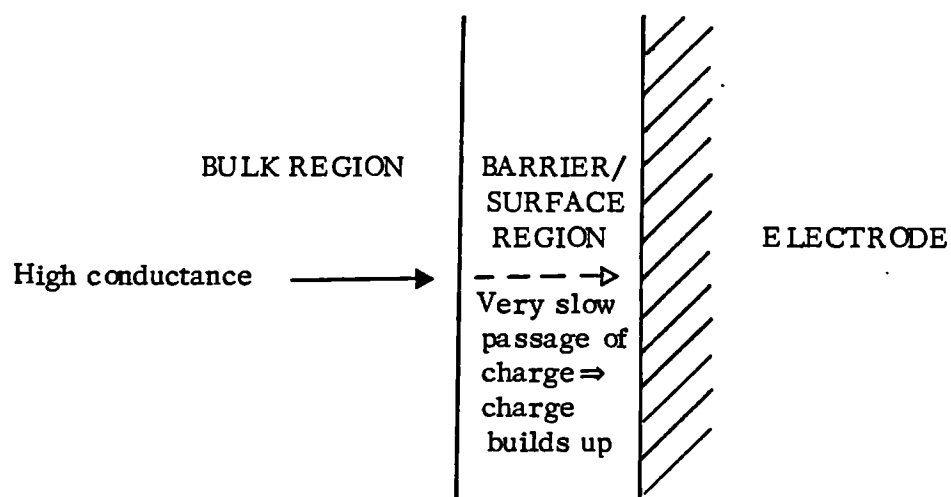 BULK REGION
BARRIER/
SURFACE
REGION
ELECTRODE
High conductance
Very slow
passage of
charge ⇒
charge
builds up